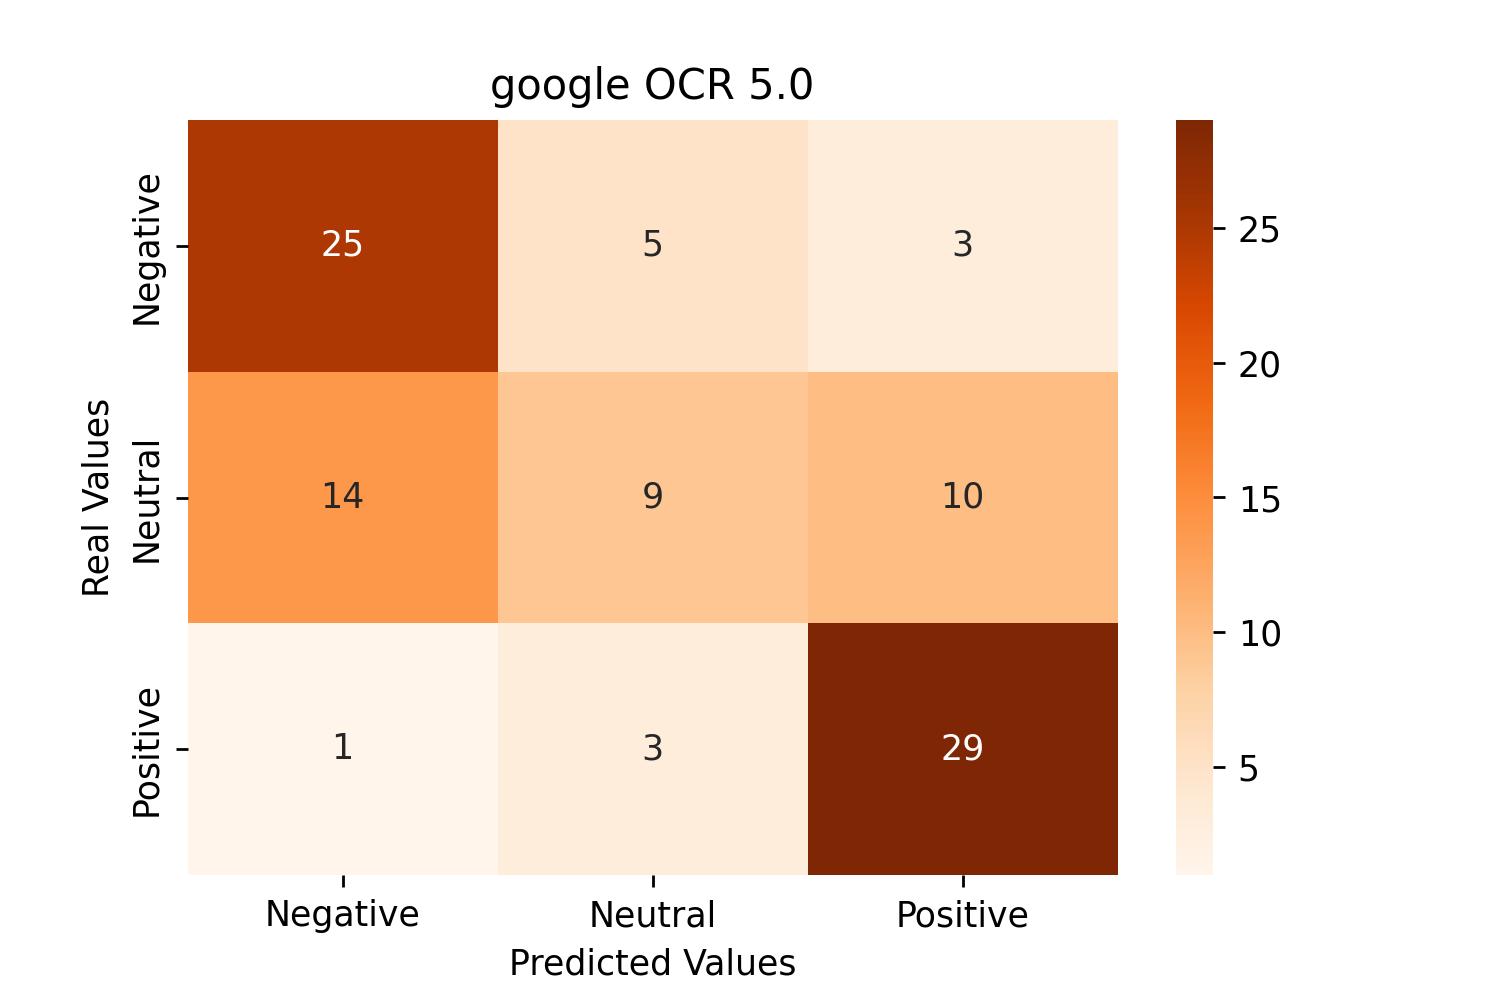 google OCR 5.0
Real Values
Negative
25 5 3
Neutral
14 9 10
Positive
1 3 29
Negative Neutral Positive
Predicted Values
25
20
15
10
5